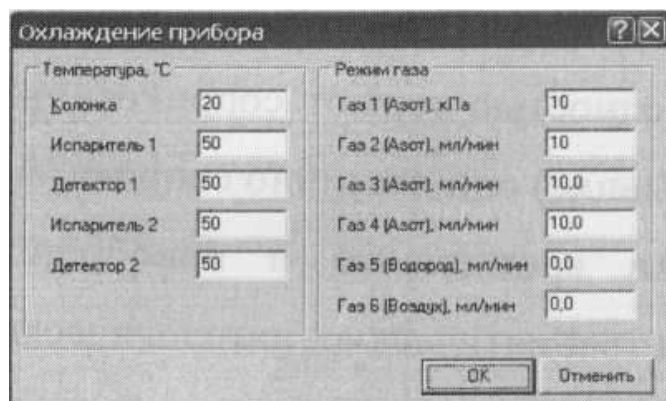 Охлаждение прибора
Температура, °C
Колонка 20
Испаритель 1 50
Детектор 1 50
Испаритель 2 50
Детектор 2 50
Режим газа
Газ 1 (Азот), кПа 10
Газ 2 (Азот), мл/мин 10
Газ 3 (Азот), мл/мин 10,0
Газ 4 (Азот), мл/мин 10,0
Газ 5 (Водород), мл/мин 0,0
Газ 6 (Воздух), мл/мин 0,0
OK Отменить